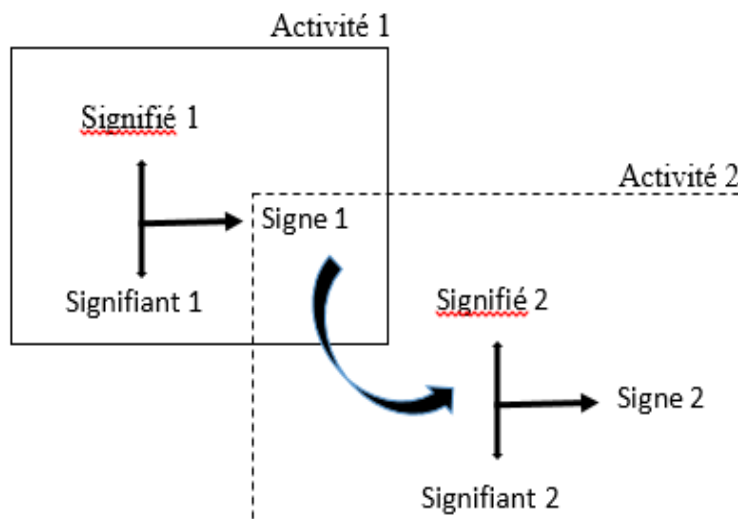 Activité 1
Signifié 1
Activité 2
Signe 1
Signifiant 1
Signifié 2
Signe 2
Signifiant 2